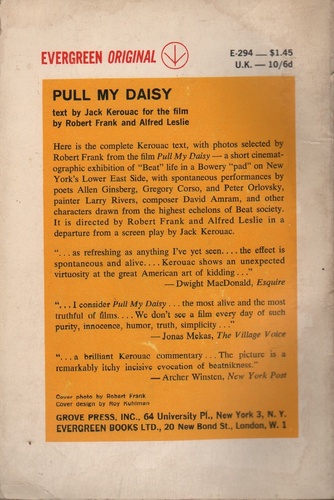 EVERGREEN ORIGINAL
E-294 — $1.45
U.K. — 10/6d
PULL MY DAISY
text by Jack Kerouac for the film
by Robert Frank and Alfred Leslie
Here is the complete Kerouac text, with photos selected by
Robert Frank from the film Pull My Daisy — a short cinemat-
ographic exhibition of "Beat" life in a Bowery "pad" on New
York's Lower East Side, with spontaneous performances by
poets Allen Ginsberg, Gregory Corso, and Peter Orlovsky,
painter Larry Rivers, composer David Amram, and other
characters drawn from the highest echelons of Beat society.
It is directed by Robert Frank and Alfred Leslie in a
departure from a screen play by Jack Kerouac.
". . . as refreshing as anything I've yet seen. . . . the effect is
spontaneous and alive. . . . Kerouac shows an unexpected
virtuosity at the great American art of kidding . . ."
— Dwight MacDonald, Esquire
". . . I consider Pull My Daisy . . . the most alive and the most
truthful of films. . . . We don't see a film every day of such
purity, innocence, humor, truth, simplicity . . ."
— Jonas Mekas, The Village Voice
". . . a brilliant Kerouac commentary . . . The picture is a
remarkably itchy incisive evocation of beatnikness."
— Archer Winsten, New York Post
Cover photo by Robert Frank
Cover design by Roy Kuhlman
GROVE PRESS, INC., 64 University Pl., New York 3, N. Y.
EVERGREEN BOOKS LTD., 20 New Bond St., London, W. 1